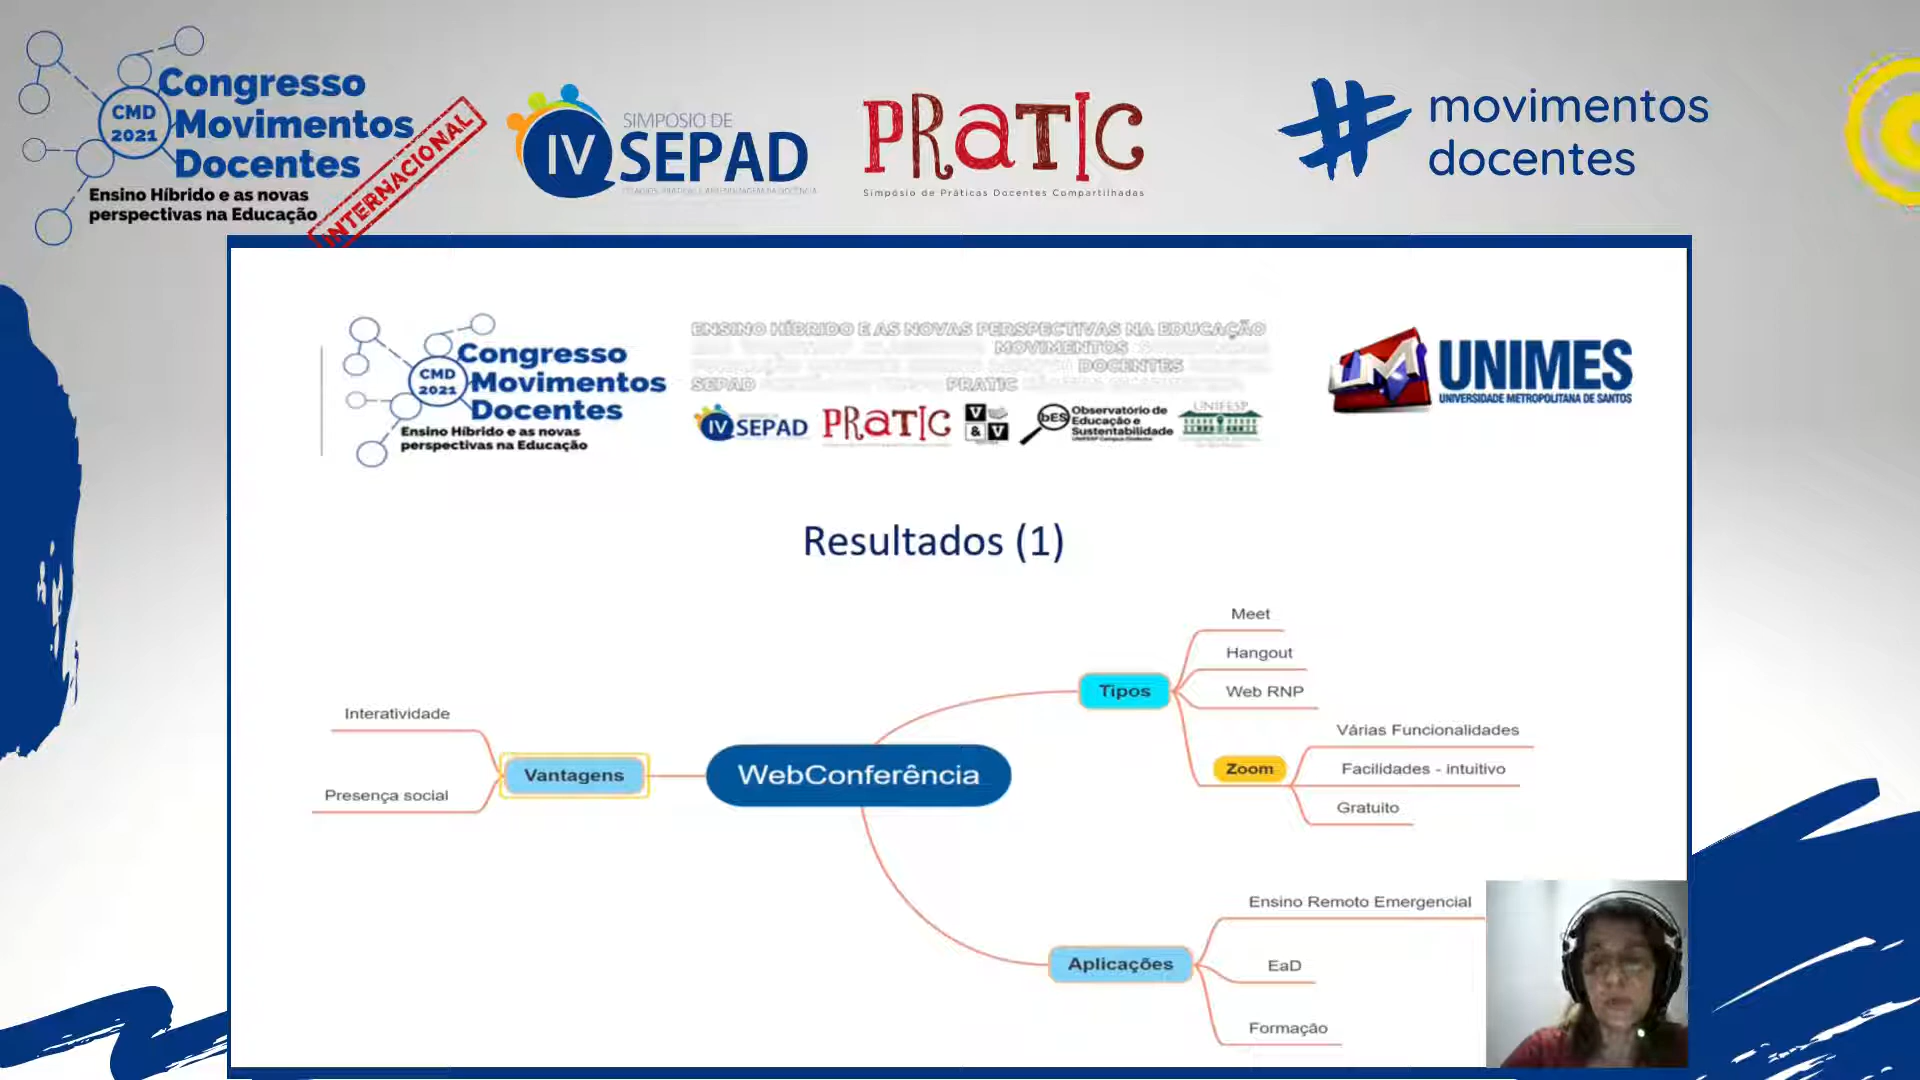 CMD
2021
Congresso
Movimentos
Docentes
Ensino Híbrido e as novas
perspectivas na Educação
INTERNACIONAL
IV
SIMPOSIO DE
SEPAD
PRATIC
Simpósio de Práticas Docentes Compartilhadas
# movimentos
docentes
CMD
2021
Congresso
Movimentos
Docentes
Ensino Híbrido e as novas
perspectivas na Educação
ENSINO HÍBRIDO E AS NOVAS PERSPECTIVAS NA EDUCAÇÃO
MOVIMENTOS
DOCENTES
SEPAD
PRATIC
IV SEPAD
PRATIC
V
& V
bES
Observatório de
Educação e
Sustentabilidade
UNIFESP
UNIMES
UNIVERSIDADE METROPOLITANA DE SANTOS
Resultados (1)
WebConferência
Vantagens
Interatividade
Presença social
Tipos
Meet
Hangout
Web RNP
Zoom
Várias Funcionalidades
Facilidades - intuitivo
Gratuito
Aplicações
Ensino Remoto Emergencial
EaD
Formação